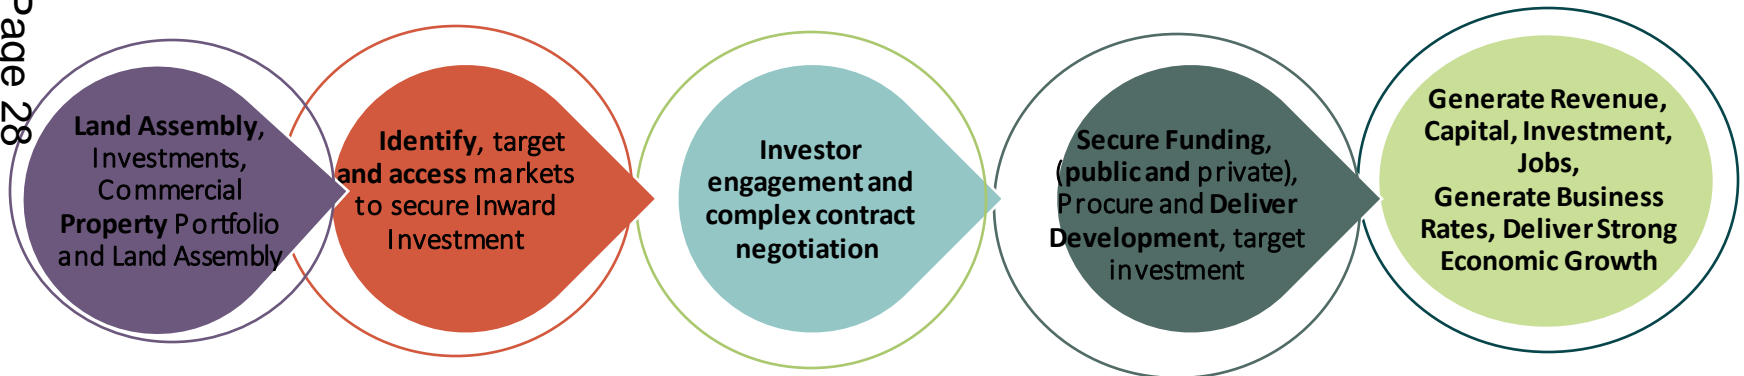 Page 28
Land Assembly,
Investments,
Commercial
Property Portfolio
and Land Assembly
Identify, target
and access markets
to secure Inward
Investment
Investor
engagement and
complex contract
negotiation
Secure Funding,
(public and private),
Procure and Deliver
Development, target
investment
Generate Revenue,
Capital, Investment,
Jobs,
Generate Business
Rates, Deliver Strong
Economic Growth